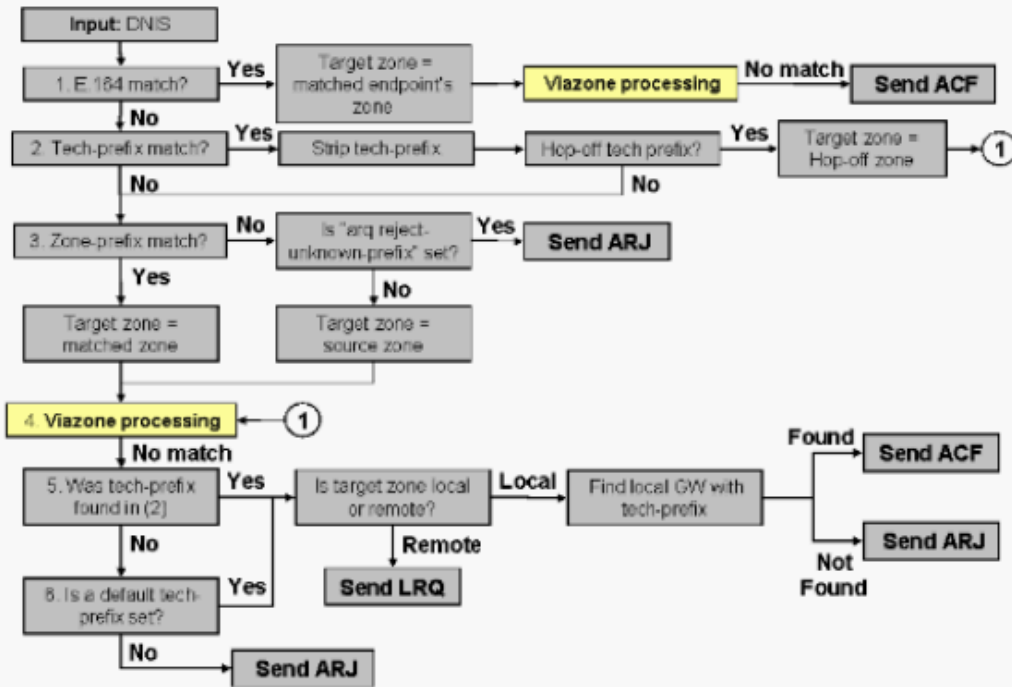 Input: DNIS
1. E.164 match?
Yes
Target zone =
matched endpoint's
zone
Viazone processing
No match
Send ACF
No
2. Tech-prefix match?
Yes
Strip tech-prefix
Hop-off tech prefix?
Yes
Target zone =
Hop-off zone
1
No
No
3. Zone-prefix match?
No
Is "arq reject-
unknown-prefix" set?
Yes
Send ARJ
Yes
No
Target zone =
matched zone
Target zone =
source zone
4. Viazone processing
1
No match
5. Was tech-prefix
found in (2)
Yes
Is target zone local
or remote?
Local
Find local GW with
tech-prefix
Found
Send ACF
Send ARJ
Not
Found
No
Remote
Send LRQ
6. Is a default tech-
prefix set?
Yes
No
Send ARJ